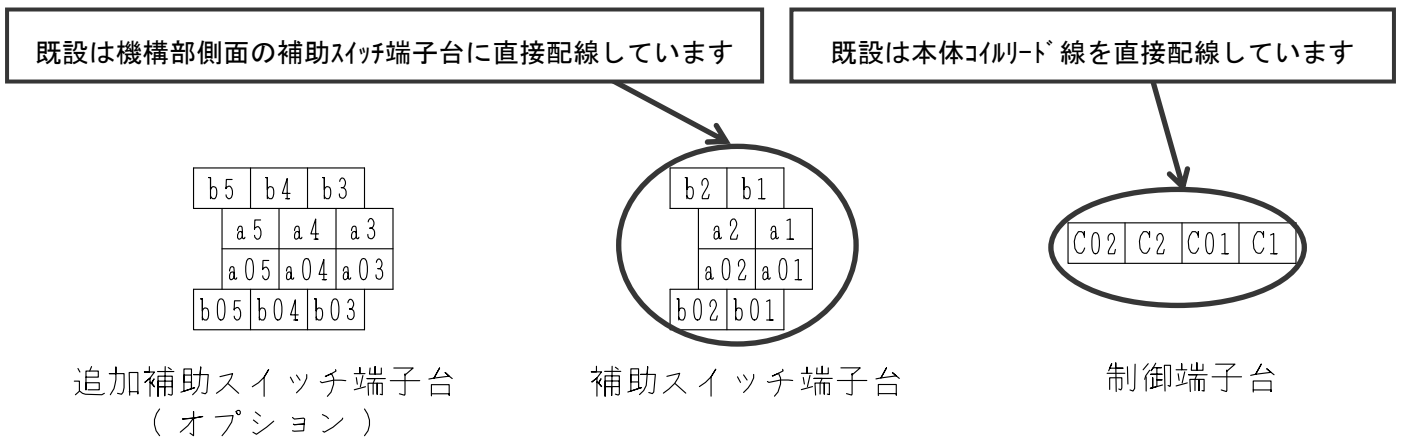 既設は機構部側面の補助ｽｲｯﾁ端子台に直接配線しています
既設は本体ｺｲﾙﾘｰﾄﾞ線を直接配線しています
b5 b4 b3
a5 a4 a3
a05 a04 a03
b05 b04 b03
追加補助スイッチ端子台
（オプション）
b2 b1
a2 a1
a02 a01
b02 b01
補助スイッチ端子台
C02 C2 C01 C1
制御端子台